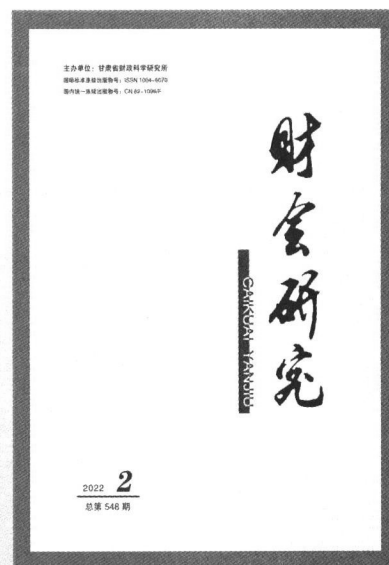 主办单位：甘肃省财政科学研究所
国际标准连续出版物号：ISSN 1004-6070
国内统一连续出版物号：CN 62-1096/F
财会研究
CAIKUAI YANJIU
2022 2
总第 548 期